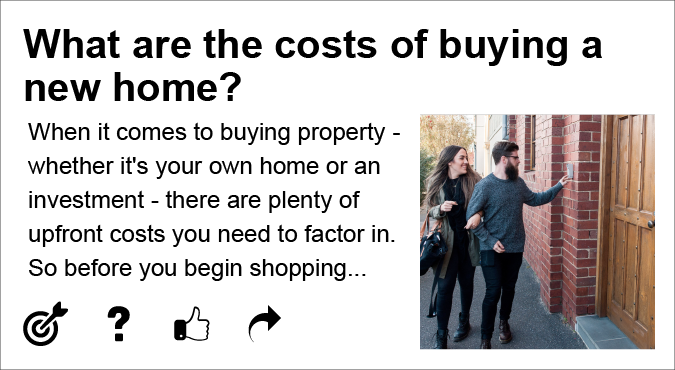 What are the costs of buying a
new home?
When it comes to buying property -
whether it's your own home or an
investment - there are plenty of
upfront costs you need to factor in.
So before you begin shopping...
?